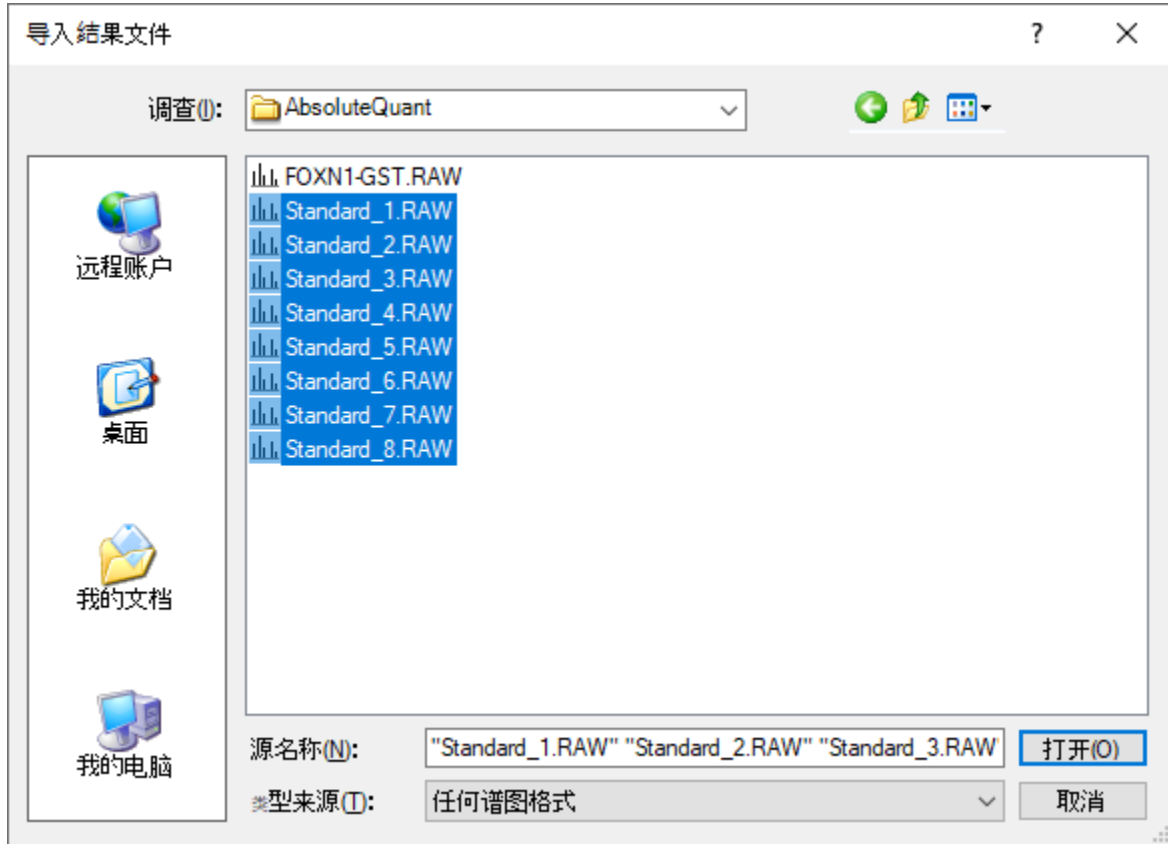 导入结果文件
?
调查(I):
AbsoluteQuant
FOXN1-GST.RAW
Standard_1.RAW
Standard_2.RAW
Standard_3.RAW
Standard_4.RAW
Standard_5.RAW
Standard_6.RAW
Standard_7.RAW
Standard_8.RAW
远程账户
桌面
我的文档
我的电脑
源名称(N):
"Standard_1.RAW" "Standard_2.RAW" "Standard_3.RAW"
打开(O)
类型来源(T):
任何谱图格式
取消